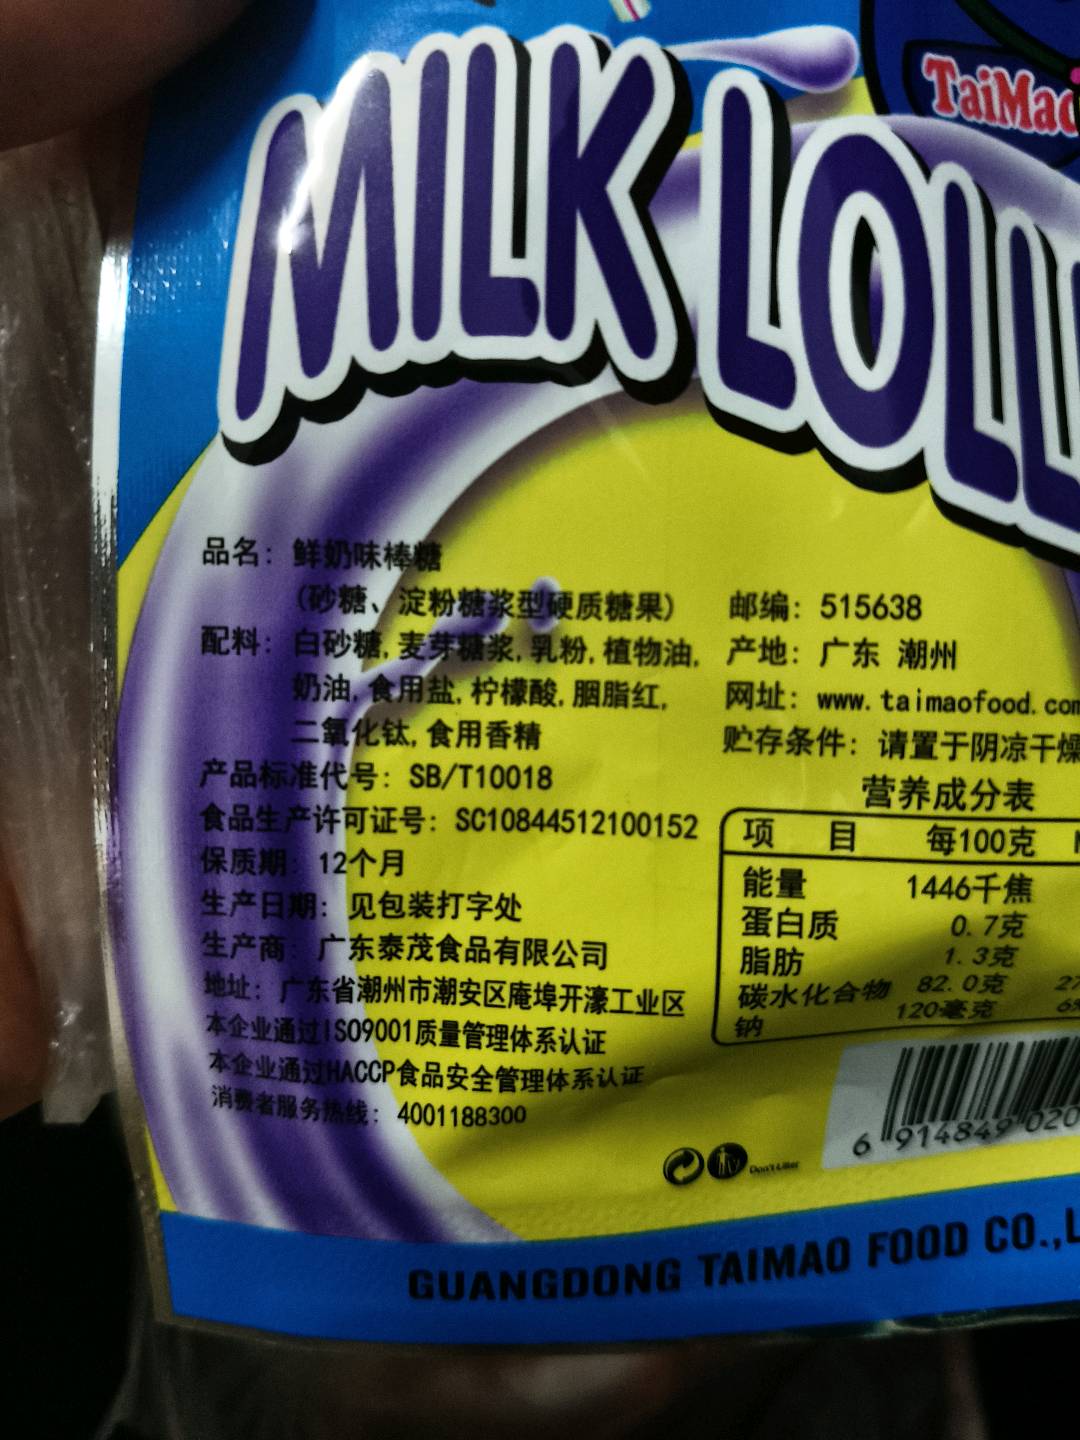 TaiMao
MILK LOLL
品名：鲜奶味棒糖
(砂糖、淀粉糖浆型硬质糖果)
配料：白砂糖,麦芽糖浆,乳粉,植物油,
奶油,食用盐,柠檬酸,胭脂红,
二氧化钛,食用香精
产品标准代号：SB/T10018
食品生产许可证号：SC10844512100152
保质期：12个月
生产日期：见包装打字处
生产商：广东泰茂食品有限公司
地址：广东省潮州市潮安区庵埠开濠工业区
本企业通过ISO9001质量管理体系认证
本企业通过HACCP食品安全管理体系认证
消费者服务热线：4001188300
邮编：515638
产地：广东 潮州
网址：www.taimaofood.com
贮存条件：请置于阴凉干燥
营养成分表
项 目 每100克
能量 1446千焦
蛋白质 0.7克
脂肪 1.3克
碳水化合物 82.0克 27
钠 120毫克
Don't Litter
6 914849 020
GUANGDONG TAIMAO FOOD CO.,L